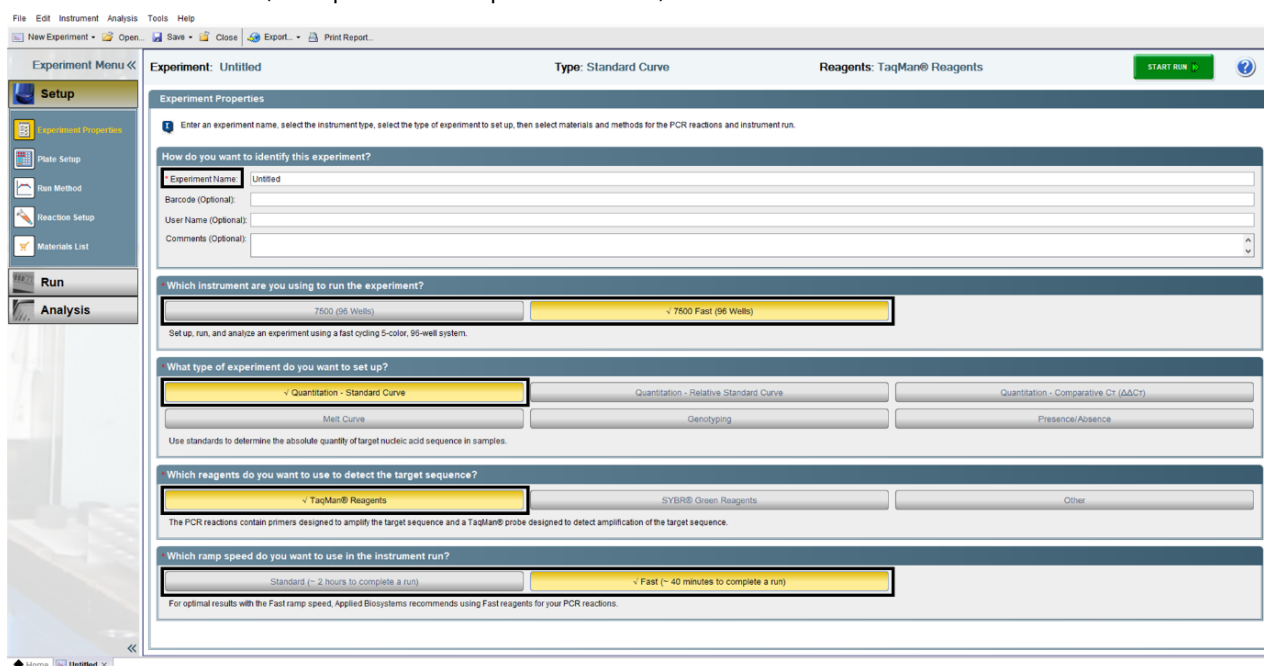 File Edit Instrument Analysis Tools Help
New Experiment Open... Save Close Export... Print Report...
Experiment Menu «
Experiment: Untitled Type: Standard Curve Reagents: TaqMan® Reagents START RUN
Setup
Experiment Properties
Plate Setup
Run Method
Reaction Setup
Materials List
Run
Analysis
Experiment Properties
Enter an experiment name, select the instrument type, select the type of experiment to set up, then select materials and methods for the PCR reactions and instrument run.
How do you want to identify this experiment?
* Experiment Name: Untitled
Barcode (Optional):
User Name (Optional):
Comments (Optional):
* Which instrument are you using to run the experiment?
7500 (96 Wells) √ 7500 Fast (96 Wells)
Set up, run, and analyze an experiment using a fast cycling 5-color, 96-well system.
* What type of experiment do you want to set up?
√ Quantitation - Standard Curve Quantitation - Relative Standard Curve Quantitation - Comparative CT (ΔΔCT)
Melt Curve Genotyping Presence/Absence
Use standards to determine the absolute quantity of target nucleic acid sequence in samples.
* Which reagents do you want to use to detect the target sequence?
√ TaqMan® Reagents SYBR® Green Reagents Other
The PCR reactions contain primers designed to amplify the target sequence and a TaqMan® probe designed to detect amplification of the target sequence.
* Which ramp speed do you want to use in the instrument run?
Standard (~ 2 hours to complete a run) √ Fast (~ 40 minutes to complete a run)
For optimal results with the Fast ramp speed, Applied Biosystems recommends using Fast reagents for your PCR reactions.
«
Home Untitled ×